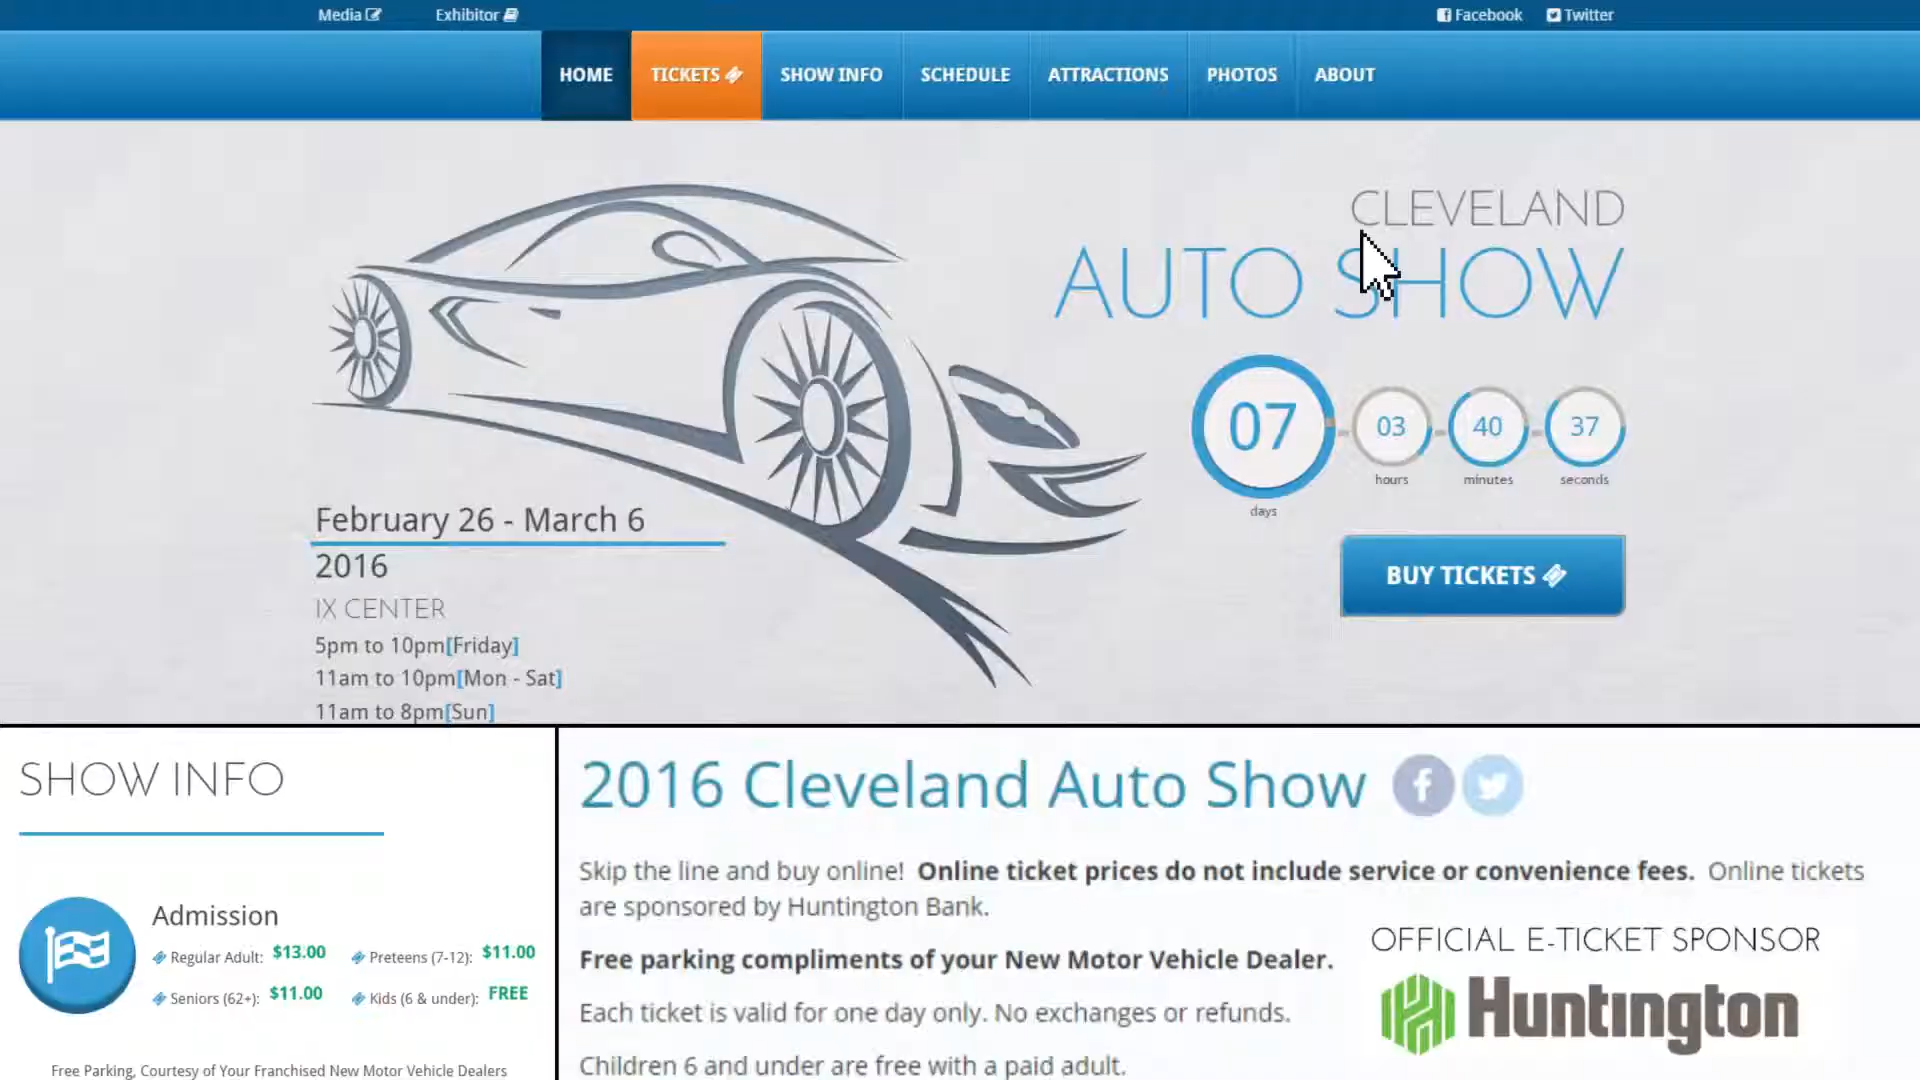 Media
Exhibitor
Facebook
Twitter
HOME
TICKETS
SHOW INFO
SCHEDULE
ATTRACTIONS
PHOTOS
ABOUT
CLEVELAND
AUTO SHOW
07
03
40
37
hours
minutes
seconds
days
BUY TICKETS
February 26 - March 6
2016
IX CENTER
5pm to 10pm[Friday]
11am to 10pm[Mon - Sat]
11am to 8pm[Sun]
SHOW INFO
Admission
Regular Adult: $13.00
Preteens (7-12): $11.00
Seniors (62+): $11.00
Kids (6 & under): FREE
Free Parking, Courtesy of Your Franchised New Motor Vehicle Dealers
2016 Cleveland Auto Show
Skip the line and buy online! Online ticket prices do not include service or convenience fees. Online tickets
are sponsored by Huntington Bank.
Free parking compliments of your New Motor Vehicle Dealer.
Each ticket is valid for one day only. No exchanges or refunds.
Children 6 and under are free with a paid adult.
OFFICIAL E-TICKET SPONSOR
Huntington